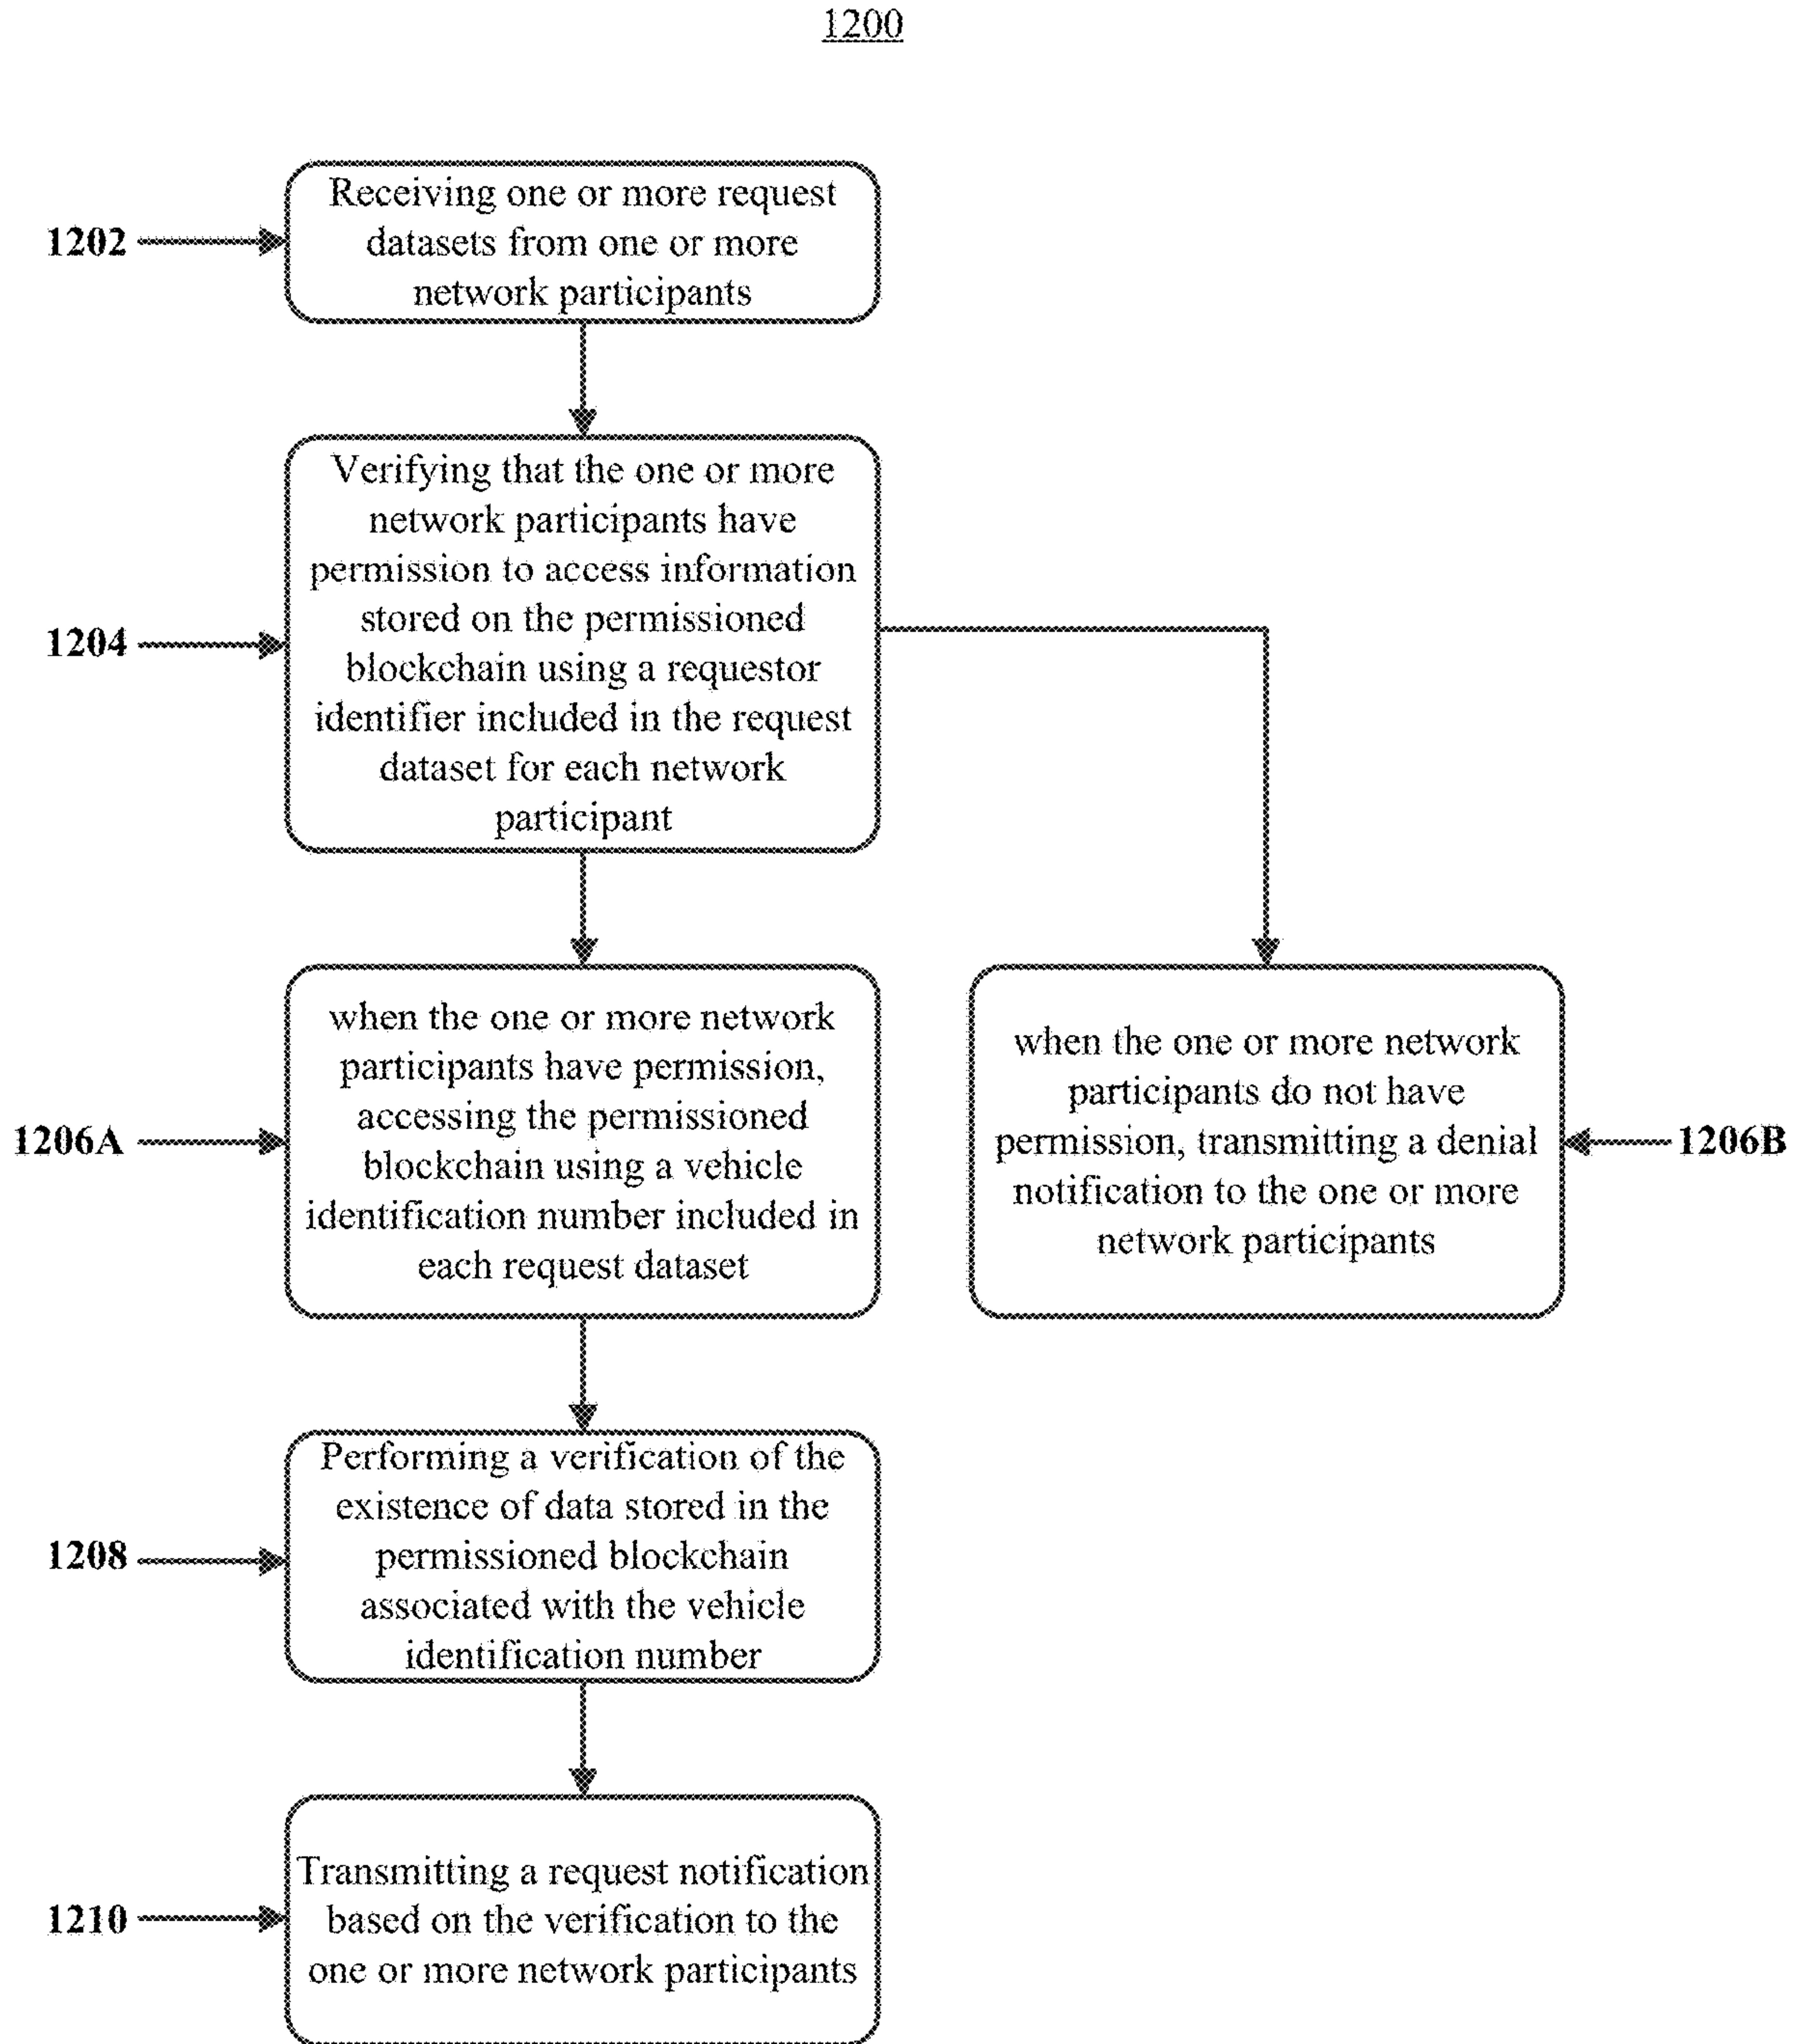 1200
1202
Receiving one or more request
datasets from one or more
network participants
1204
Verifying that the one or more
network participants have
permission to access information
stored on the permissioned
blockchain using a requestor
identifier included in the request
dataset for each network
participant
1206A
when the one or more network
participants have permission,
accessing the permissioned
blockchain using a vehicle
identification number included in
each request dataset
when the one or more network
participants do not have
permission, transmitting a denial
notification to the one or more
network participants
1206B
1208
Performing a verification of the
existence of data stored in the
permissioned blockchain
associated with the vehicle
identification number
1210
Transmitting a request notification
based on the verification to the
one or more network participants